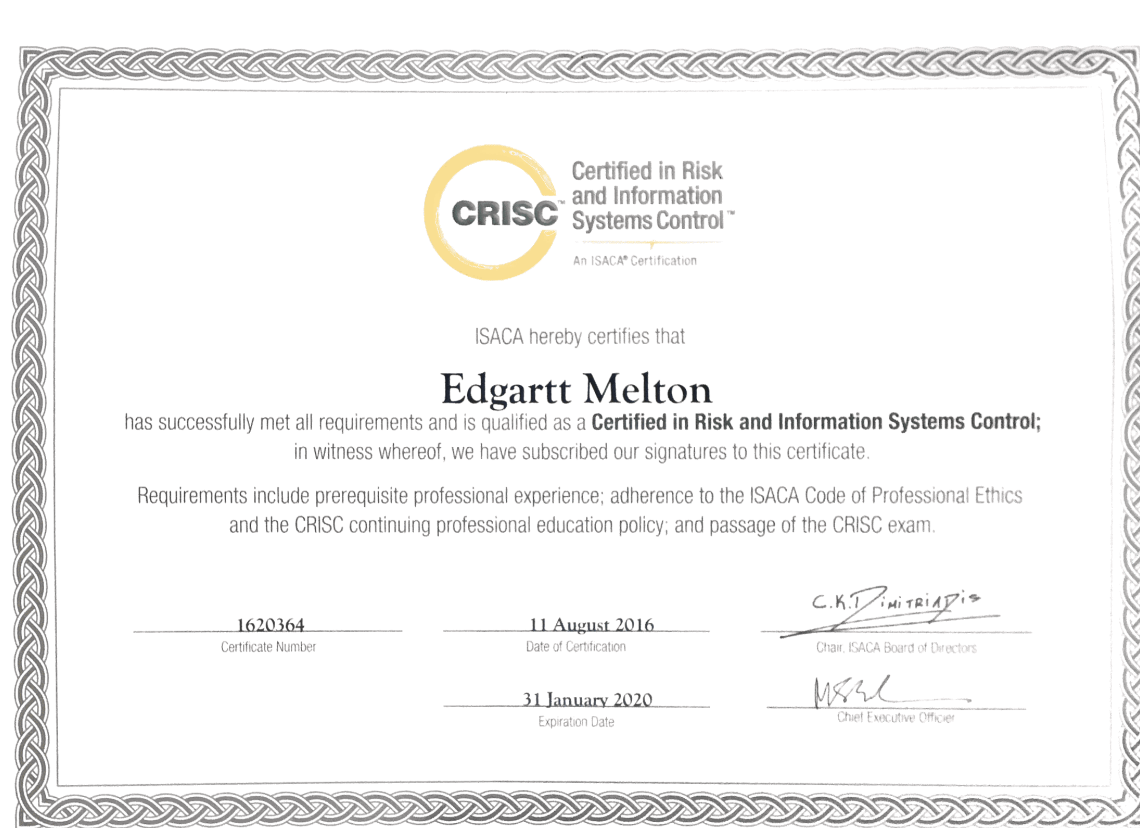 CRISC™
Certified in Risk
and Information
Systems Control™
An ISACA® Certification
ISACA hereby certifies that
Edgartt Melton
has successfully met all requirements and is qualified as a Certified in Risk and Information Systems Control;
in witness whereof, we have subscribed our signatures to this certificate.
Requirements include prerequisite professional experience; adherence to the ISACA Code of Professional Ethics
and the CRISC continuing professional education policy; and passage of the CRISC exam.
C.K. Dimitriadis
1620364 11 August 2016
Certificate Number Date of Certification Chair, ISACA Board of Directors
31 January 2020
Expiration Date Chief Executive Officier